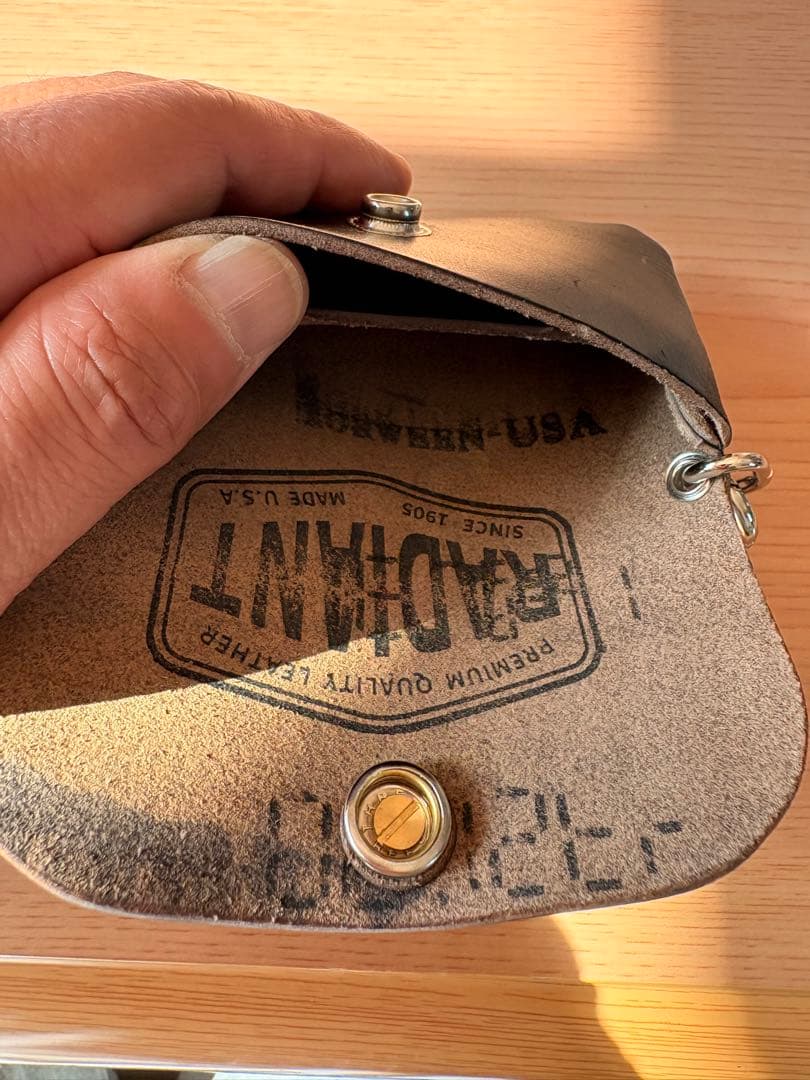 PREMIUM QUALITY LEATHER
RADIANT
SINCE 1905
MADE U.S.A
HORWEEN-USA